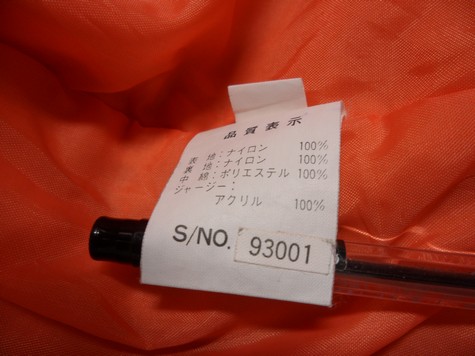 品質表示
表地:ナイロン 100%
裏地:ナイロン 100%
中綿:ポリエステル 100%
ジャージー:
アクリル 100%
S/NO. 93001